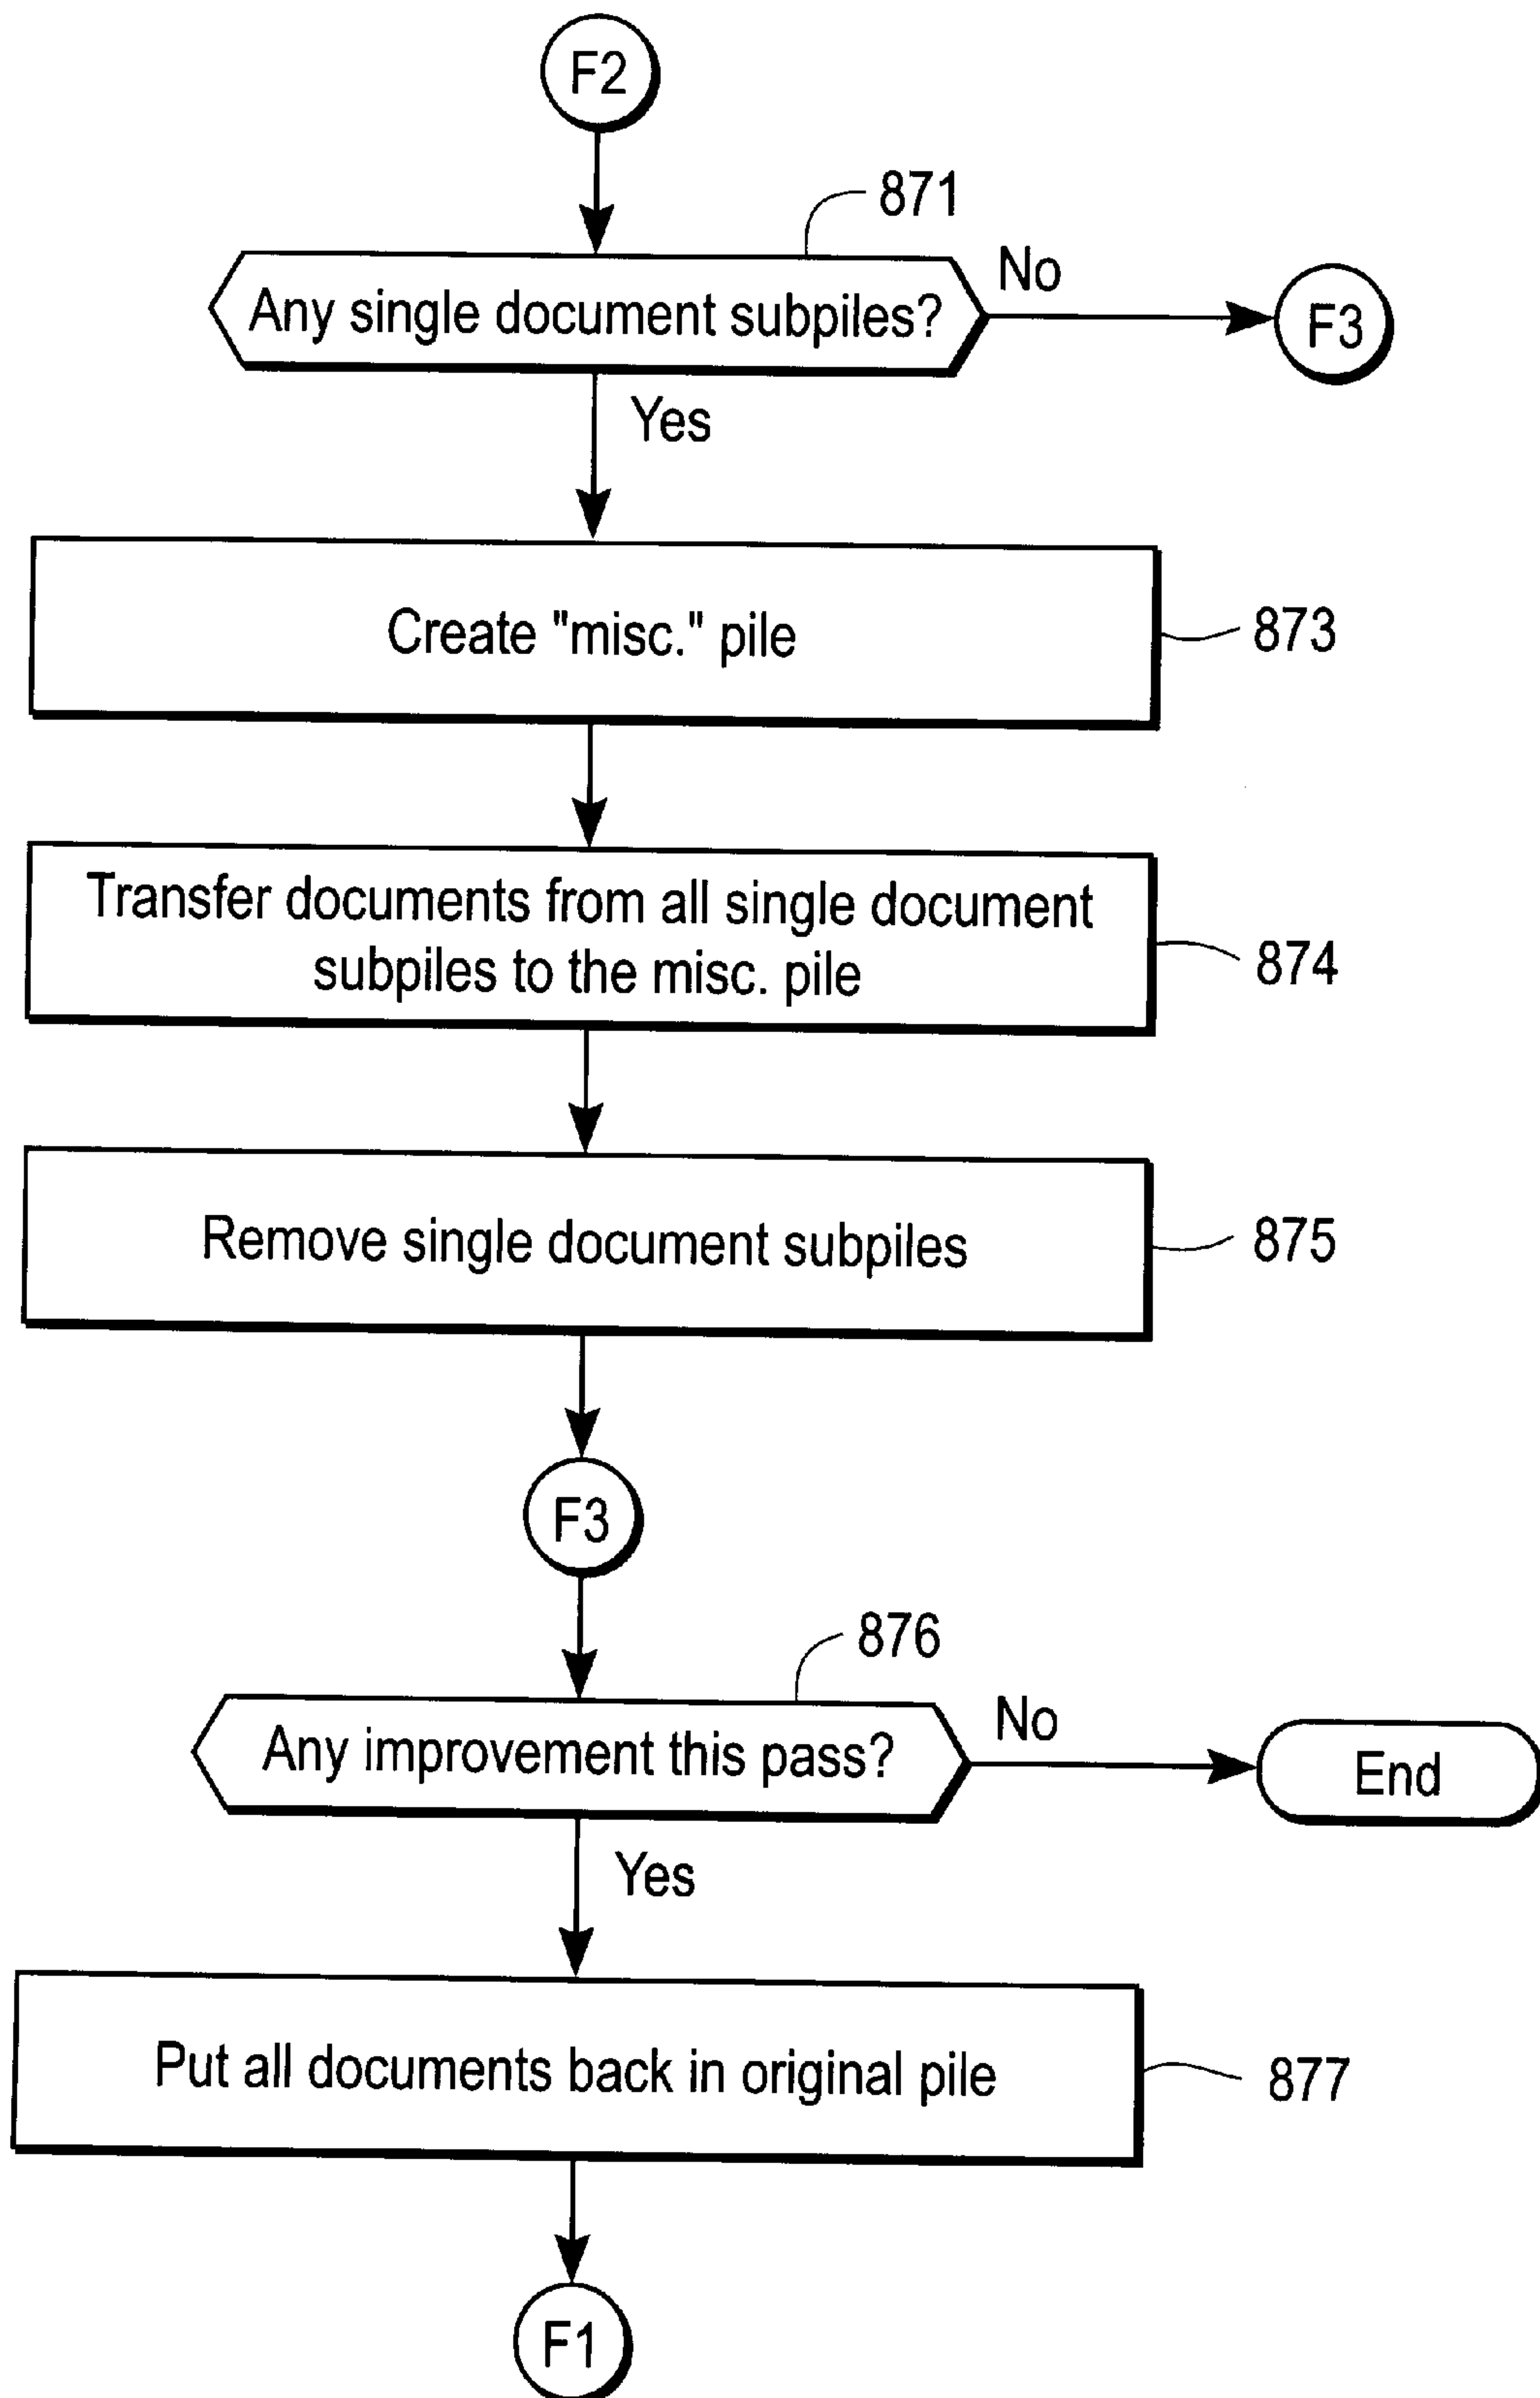 F2
871
Any single document subpiles?
No
F3
Yes
Create "misc." pile
873
Transfer documents from all single document
subpiles to the misc. pile
874
Remove single document subpiles
875
F3
876
Any improvement this pass?
No
End
Yes
Put all documents back in original pile
877
F1